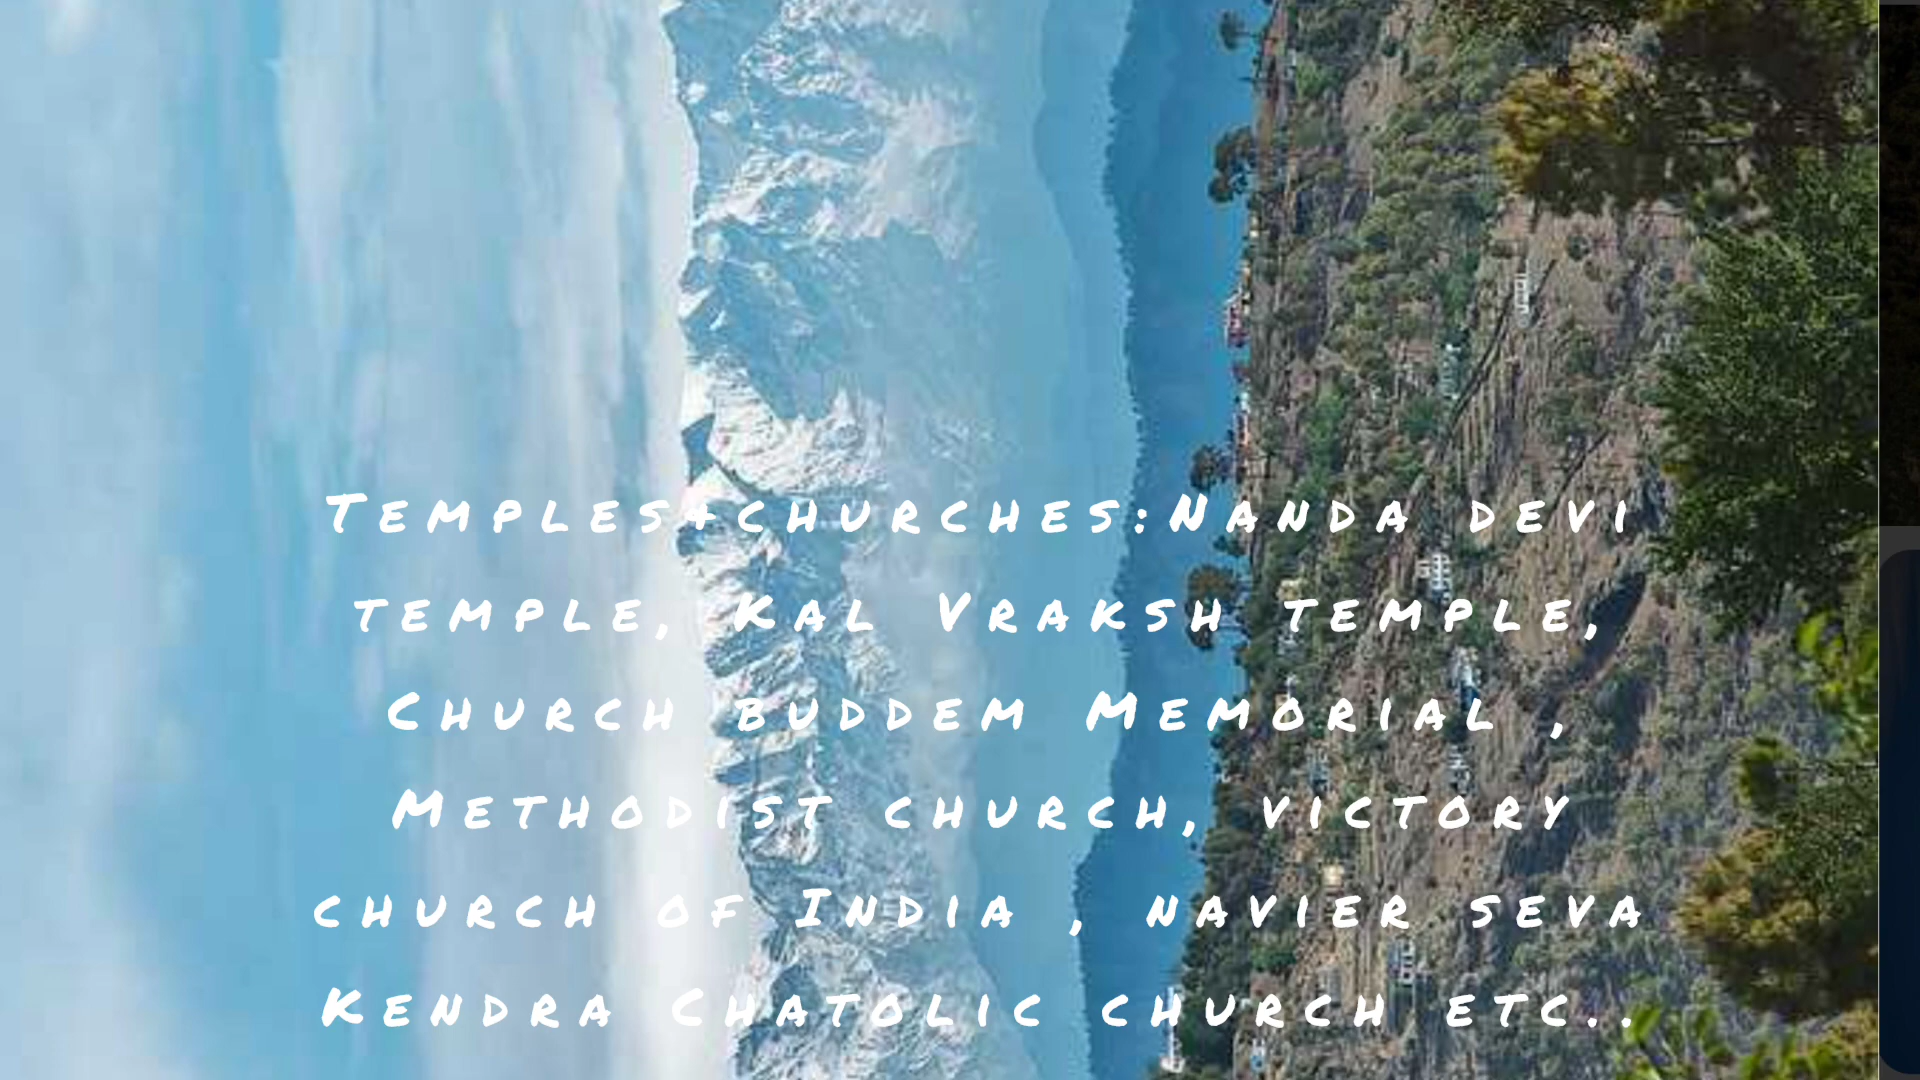 Temples&churches:Nanda devi
temple, Kal Vraksh temple,
Church buddem Memorial ,
Methodist church, victory
church of India , navier seva
Kendra Chatolic church etc..